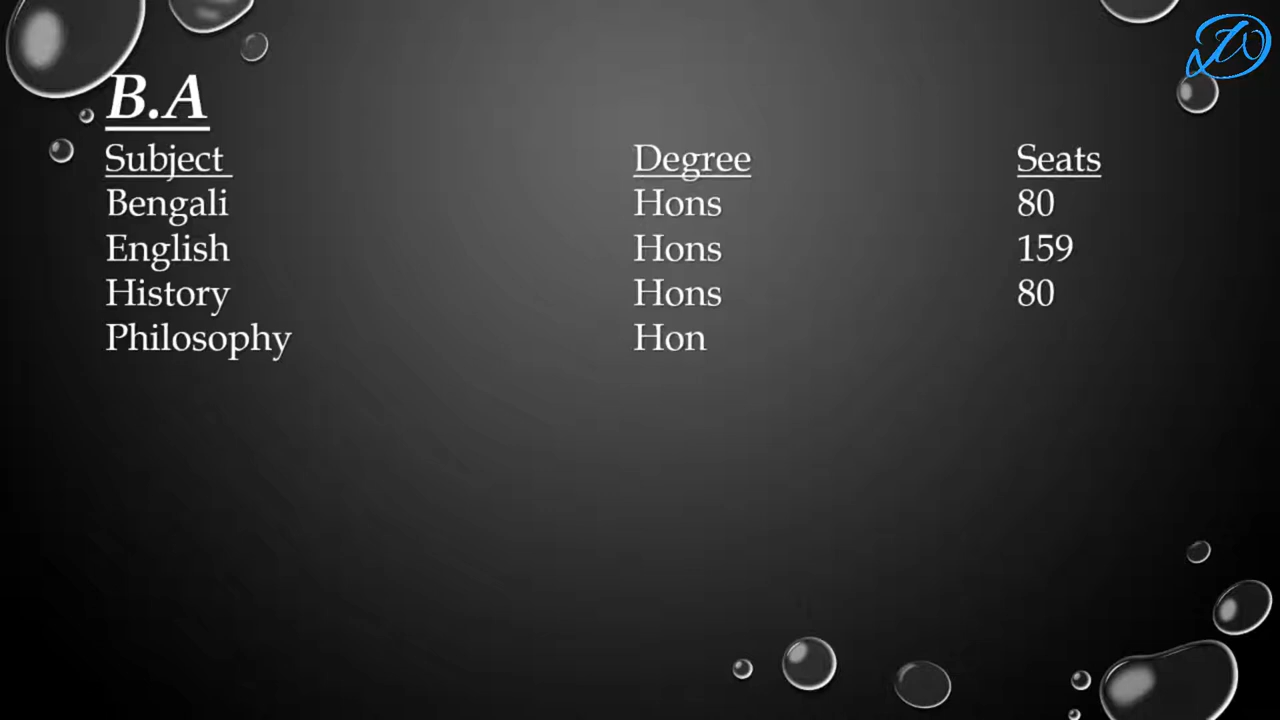 B.A
Subject Degree Seats
Bengali Hons 80
English Hons 159
History Hons 80
Philosophy Hon